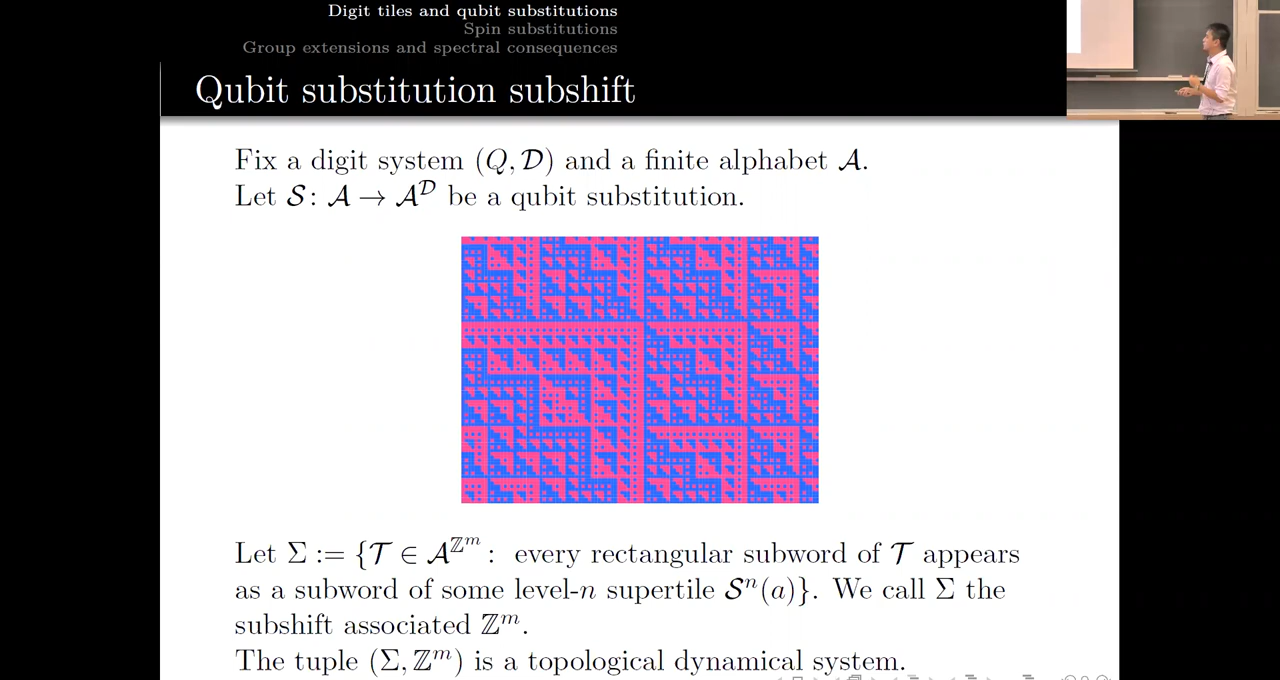 Digit tiles and qubit substitutions
Spin substitutions
Group extensions and spectral consequences
Qubit substitution subshift
Fix a digit system (Q, 𝒟) and a finite alphabet 𝒜.
Let 𝒮: 𝒜 → 𝒜^𝒟 be a qubit substitution.
Let Σ := {𝒯 ∈ 𝒜^{ℤ^m} : every rectangular subword of 𝒯 appears
as a subword of some level-n supertile 𝒮^n(a)}. We call Σ the
subshift associated ℤ^m.
The tuple (Σ, ℤ^m) is a topological dynamical system.